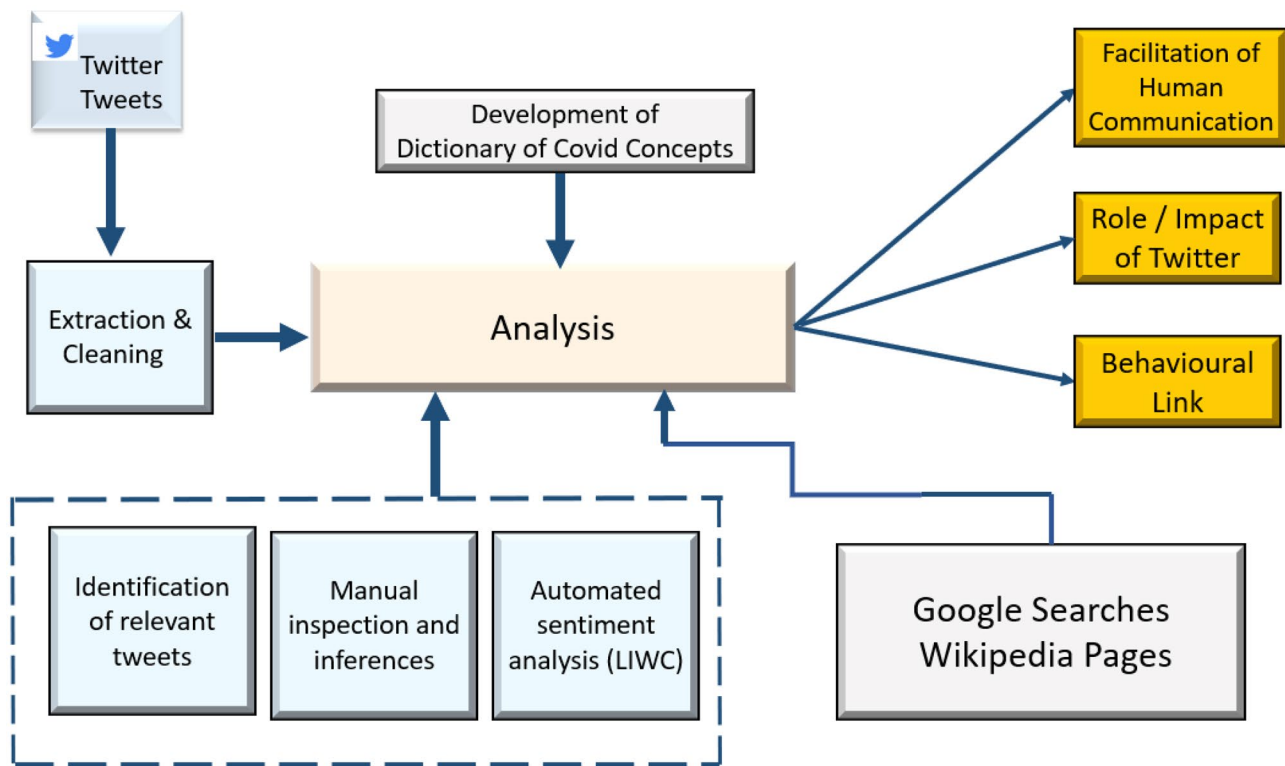 Twitter
Tweets
Development of
Dictionary of Covid Concepts
Facilitation of
Human
Communication
Role / Impact
of Twitter
Extraction &
Cleaning
Analysis
Behavioural
Link
Identification
of relevant
tweets
Manual
inspection and
inferences
Automated
sentiment
analysis (LIWC)
Google Searches
Wikipedia Pages